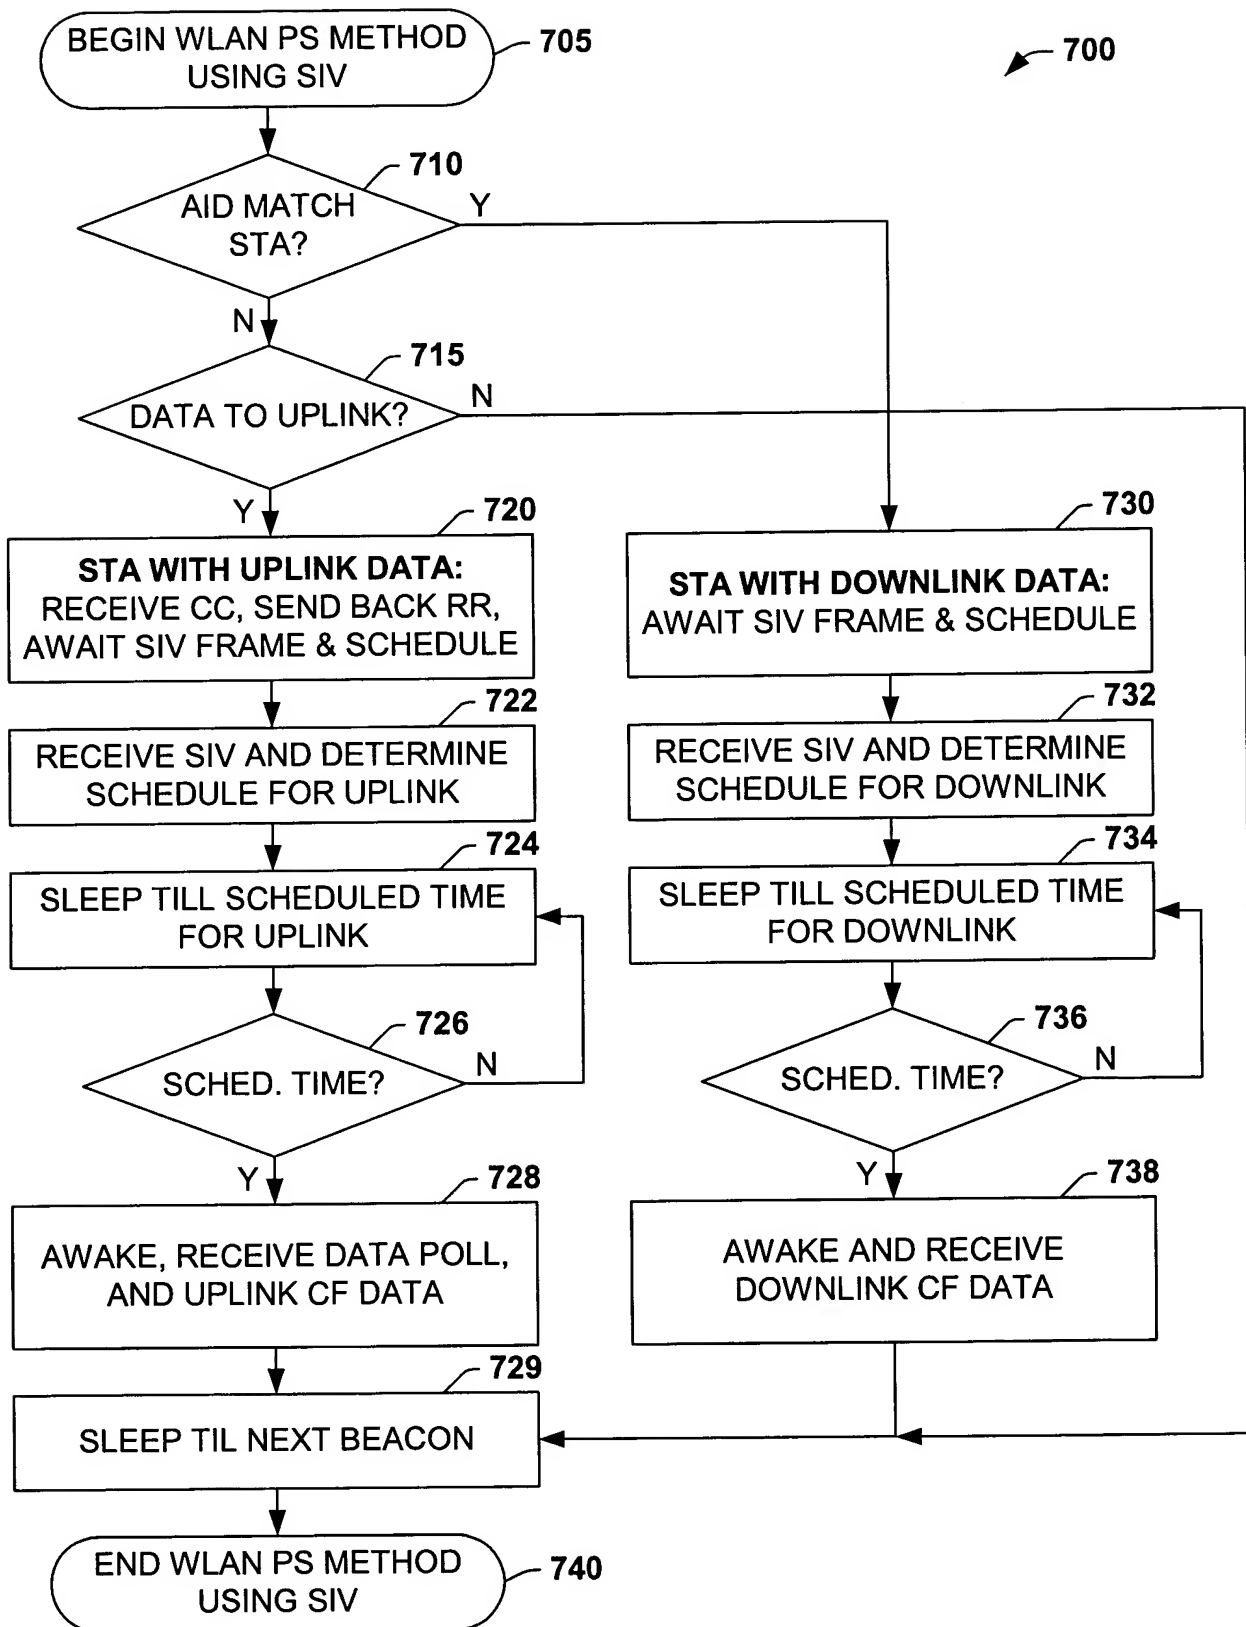 BEGIN WLAN PS METHOD
USING SIV
705
700
710
AID MATCH
STA?
Y
N
715
DATA TO UPLINK?
N
Y
720
STA WITH UPLINK DATA:
RECEIVE CC, SEND BACK RR,
AWAIT SIV FRAME & SCHEDULE
730
STA WITH DOWNLINK DATA:
AWAIT SIV FRAME & SCHEDULE
722
RECEIVE SIV AND DETERMINE
SCHEDULE FOR UPLINK
732
RECEIVE SIV AND DETERMINE
SCHEDULE FOR DOWNLINK
724
SLEEP TILL SCHEDULED TIME
FOR UPLINK
734
SLEEP TILL SCHEDULED TIME
FOR DOWNLINK
726
SCHED. TIME?
N
Y
736
SCHED. TIME?
N
Y
728
AWAKE, RECEIVE DATA POLL,
AND UPLINK CF DATA
738
AWAKE AND RECEIVE
DOWNLINK CF DATA
729
SLEEP TIL NEXT BEACON
END WLAN PS METHOD
USING SIV
740